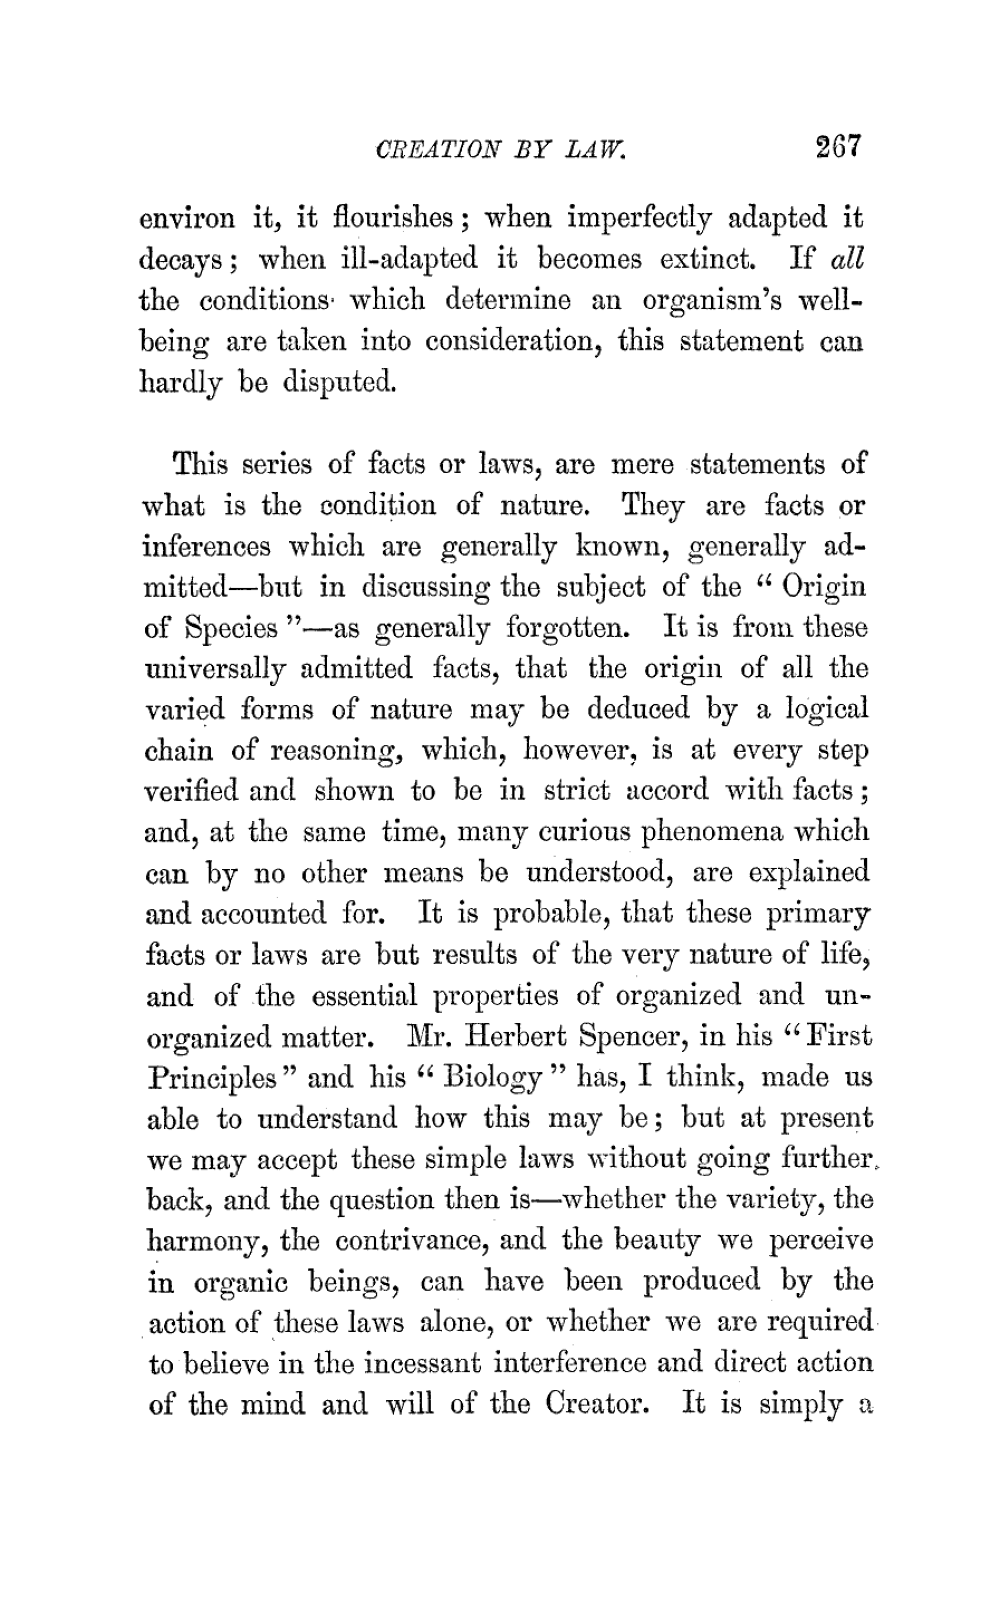 CREATION BY LAW. 267
environ it, it flourishes; when imperfectly adapted it
decays; when ill-adapted it becomes extinct. If all
the conditions which determine an organism's well-
being are taken into consideration, this statement can
hardly be disputed.
This series of facts or laws, are mere statements of
what is the condition of nature. They are facts or
inferences which are generally known, generally ad-
mitted—but in discussing the subject of the “Origin
of Species”—as generally forgotten. It is from these
universally admitted facts, that the origin of all the
varied forms of nature may be deduced by a logical
chain of reasoning, which, however, is at every step
verified and shown to be in strict accord with facts;
and, at the same time, many curious phenomena which
can by no other means be understood, are explained
and accounted for. It is probable, that these primary
facts or laws are but results of the very nature of life,
and of the essential properties of organized and un-
organized matter. Mr. Herbert Spencer, in his “First
Principles” and his “Biology” has, I think, made us
able to understand how this may be; but at present
we may accept these simple laws without going further
back, and the question then is—whether the variety, the
harmony, the contrivance, and the beauty we perceive
in organic beings, can have been produced by the
action of these laws alone, or whether we are required
to believe in the incessant interference and direct action
of the mind and will of the Creator. It is simply a